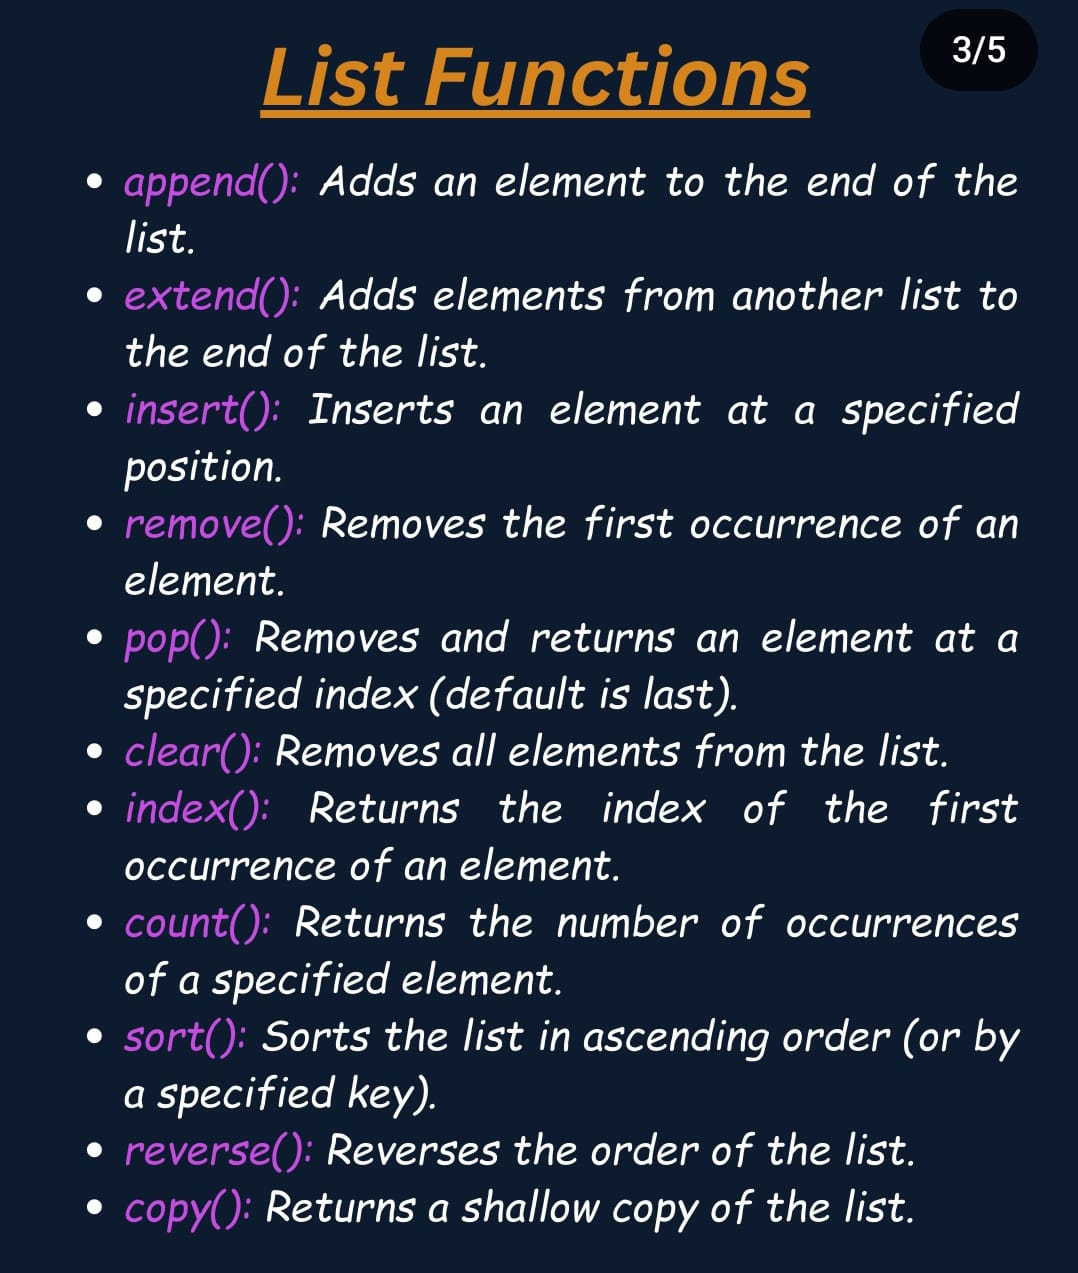 3/5
List Functions
• append(): Adds an element to the end of the
list.
• extend(): Adds elements from another list to
the end of the list.
• insert(): Inserts an element at a specified
position.
• remove(): Removes the first occurrence of an
element.
• pop(): Removes and returns an element at a
specified index (default is last).
• clear(): Removes all elements from the list.
• index(): Returns the index of the first
occurrence of an element.
• count(): Returns the number of occurrences
of a specified element.
• sort(): Sorts the list in ascending order (or by
a specified key).
• reverse(): Reverses the order of the list.
• copy(): Returns a shallow copy of the list.